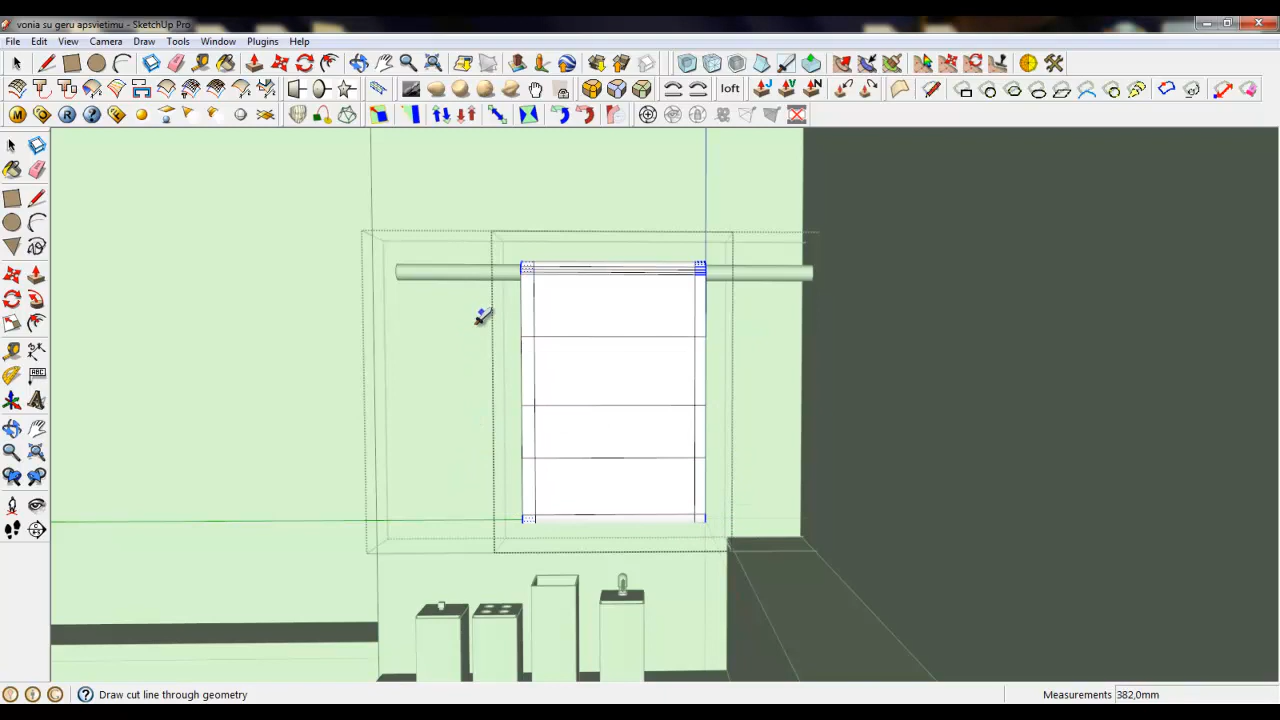 vonia su geru apsvietimu - SketchUp Pro
File Edit View Camera Draw Tools Window Plugins Help
loft
J V N
M O R ? E
ABC
Draw cut line through geometry
Measurements 382,0mm